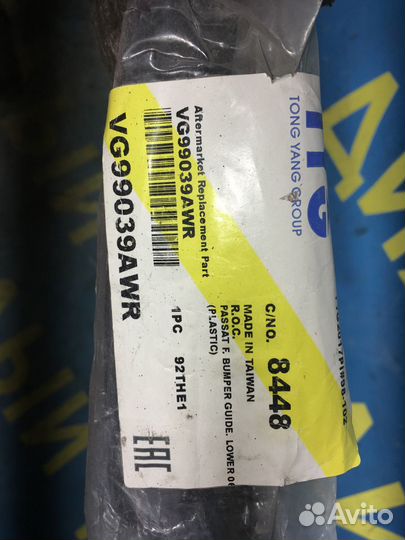 TYG
TONG YANG GROUP
C/NO. 8448
MADE IN TAIWAN
R.O.C.
PASSAT F. BUMPER GUIDE. LOWER 06
(PLASTIC)
Aftermarket Replacement Part
VG99039AWR
VG99039AWR
1PC 92THE1
EAC
Avito